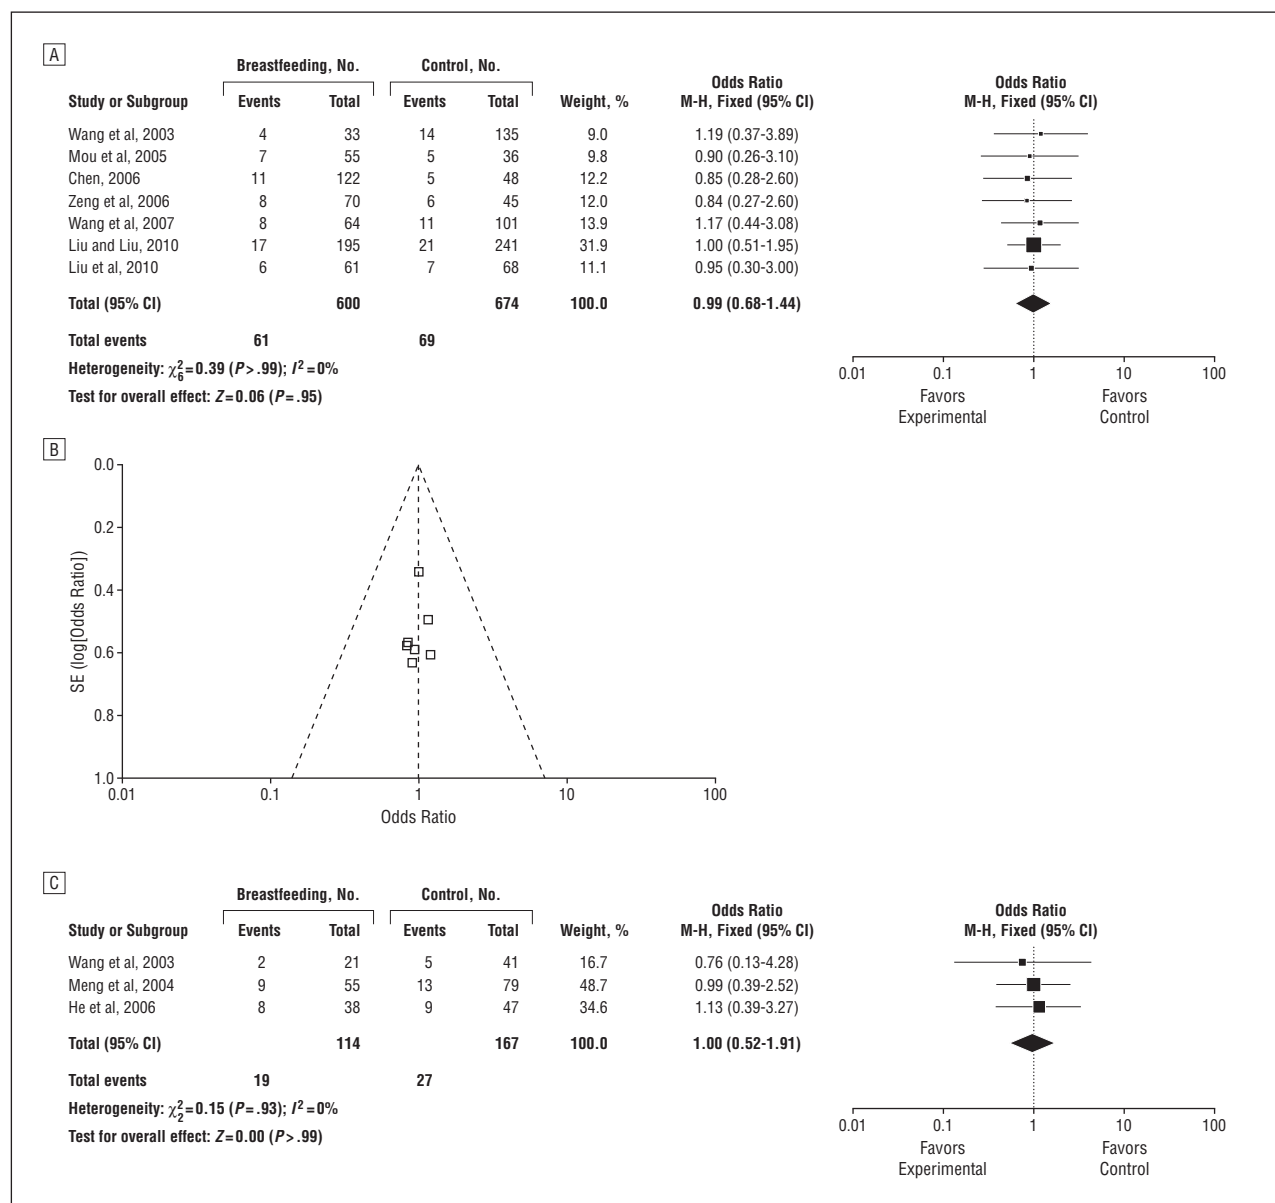 A
Breastfeeding, No. Control, No.
Odds Ratio Odds Ratio
Study or Subgroup Events Total Events Total Weight, % M-H, Fixed (95% CI) M-H, Fixed (95% CI)
Wang et al, 2003 4 33 14 135 9.0 1.19 (0.37-3.89)
Mou et al, 2005 7 55 5 36 9.8 0.90 (0.26-3.10)
Chen, 2006 11 122 5 48 12.2 0.85 (0.28-2.60)
Zeng et al, 2006 8 70 6 45 12.0 0.84 (0.27-2.60)
Wang et al, 2007 8 64 11 101 13.9 1.17 (0.44-3.08)
Liu and Liu, 2010 17 195 21 241 31.9 1.00 (0.51-1.95)
Liu et al, 2010 6 61 7 68 11.1 0.95 (0.30-3.00)
Total (95% CI) 600 674 100.0 0.99 (0.68-1.44)
Total events 61 69
Heterogeneity: χ²₆=0.39 (P>.99); I²=0%
Test for overall effect: Z=0.06 (P=.95)
0.01 0.1 1 10 100
Favors Favors
Experimental Control
B
0.0
0.2
0.4
0.6
0.8
1.0
SE (log[Odds Ratio])
0.01 0.1 1 10 100
Odds Ratio
C
Breastfeeding, No. Control, No.
Odds Ratio Odds Ratio
Study or Subgroup Events Total Events Total Weight, % M-H, Fixed (95% CI) M-H, Fixed (95% CI)
Wang et al, 2003 2 21 5 41 16.7 0.76 (0.13-4.28)
Meng et al, 2004 9 55 13 79 48.7 0.99 (0.39-2.52)
He et al, 2006 8 38 9 47 34.6 1.13 (0.39-3.27)
Total (95% CI) 114 167 100.0 1.00 (0.52-1.91)
Total events 19 27
Heterogeneity: χ²₂=0.15 (P=.93); I²=0%
Test for overall effect: Z=0.00 (P>.99)
0.01 0.1 1 10 100
Favors Favors
Experimental Control